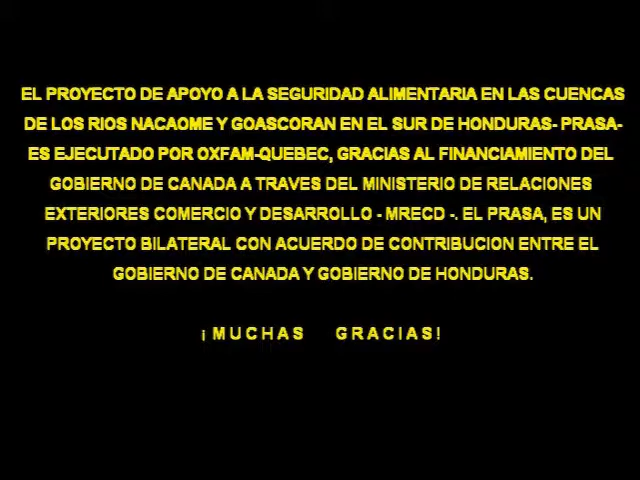 EL PROYECTO DE APOYO A LA SEGURIDAD ALIMENTARIA EN LAS CUENCAS
DE LOS RIOS NACAOME Y GOASCORAN EN EL SUR DE HONDURAS- PRASA-
ES EJECUTADO POR OXFAM-QUEBEC, GRACIAS AL FINANCIAMIENTO DEL
GOBIERNO DE CANADA A TRAVES DEL MINISTERIO DE RELACIONES
EXTERIORES COMERCIO Y DESARROLLO - MRECD -. EL PRASA, ES UN
PROYECTO BILATERAL CON ACUERDO DE CONTRIBUCION ENTRE EL
GOBIERNO DE CANADA Y GOBIERNO DE HONDURAS.
¡ M U C H A S G R A C I A S !